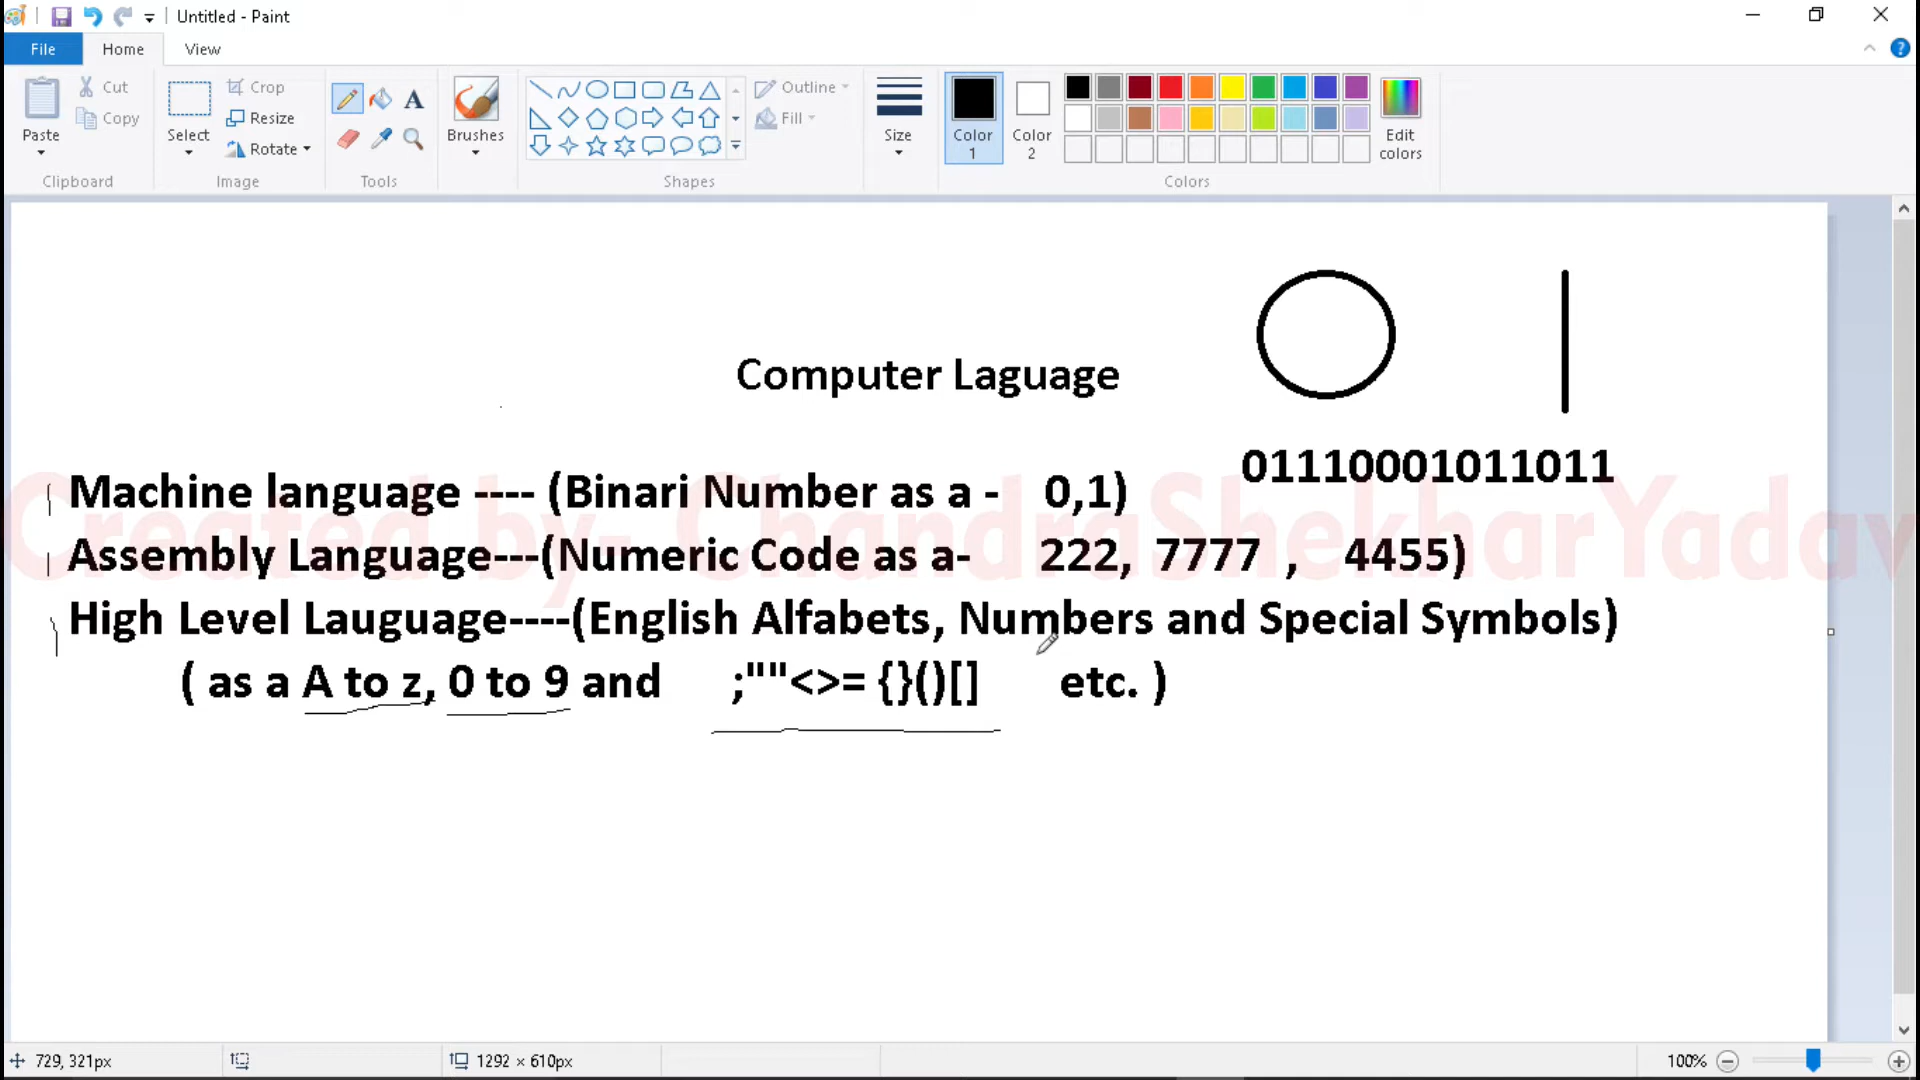 Untitled - Paint
File Home View
Paste Cut Copy Clipboard
Select Crop Resize Rotate Image
Tools
Brushes
Shapes
Outline Fill
Size
Color 1
Color 2
Edit colors
Colors
Computer Laguage
01110001011011
Machine language ---- (Binari Number as a - 0,1)
Created by- ChandraShekharYadav
Assembly Language---(Numeric Code as a- 222, 7777 , 4455)
High Level Lauguage----(English Alfabets, Numbers and Special Symbols)
( as a A to z, 0 to 9 and ;""<>= {}()[] etc. )
729, 321px 1292 × 610px 100%